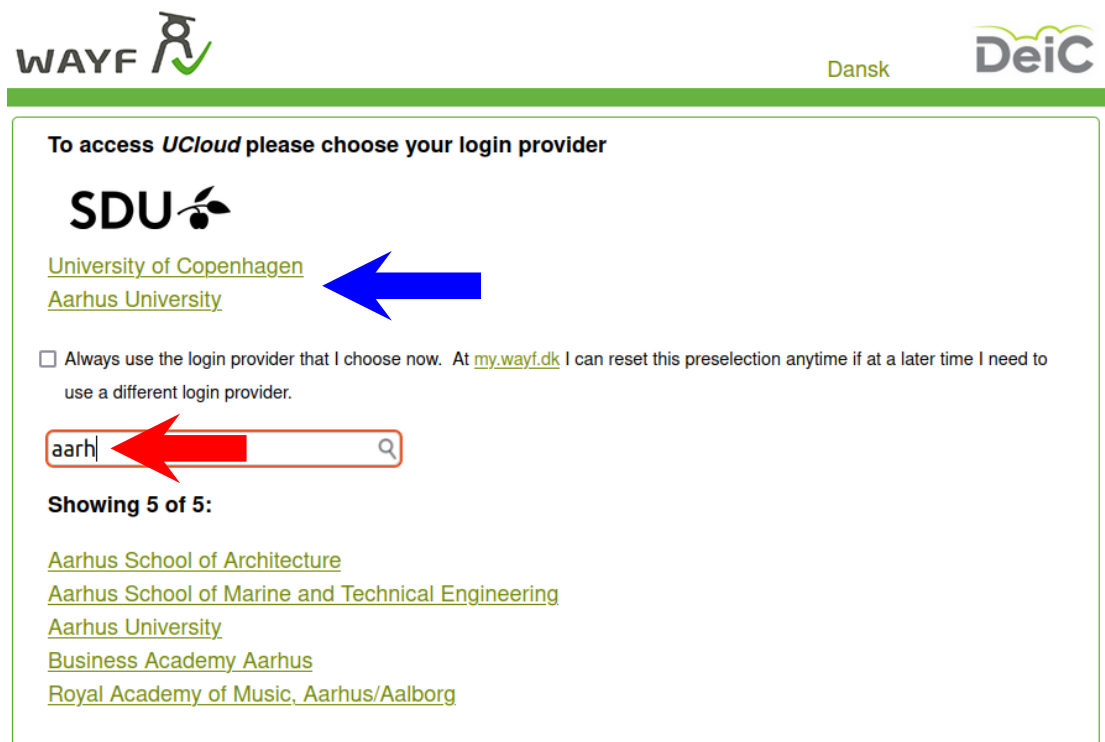 WAYF
Dansk
DeiC
To access UCloud please choose your login provider
SDU
University of Copenhagen
Aarhus University
Always use the login provider that I choose now. At my.wayf.dk I can reset this preselection anytime if at a later time I need to
use a different login provider.
aarh
Showing 5 of 5:
Aarhus School of Architecture
Aarhus School of Marine and Technical Engineering
Aarhus University
Business Academy Aarhus
Royal Academy of Music, Aarhus/Aalborg